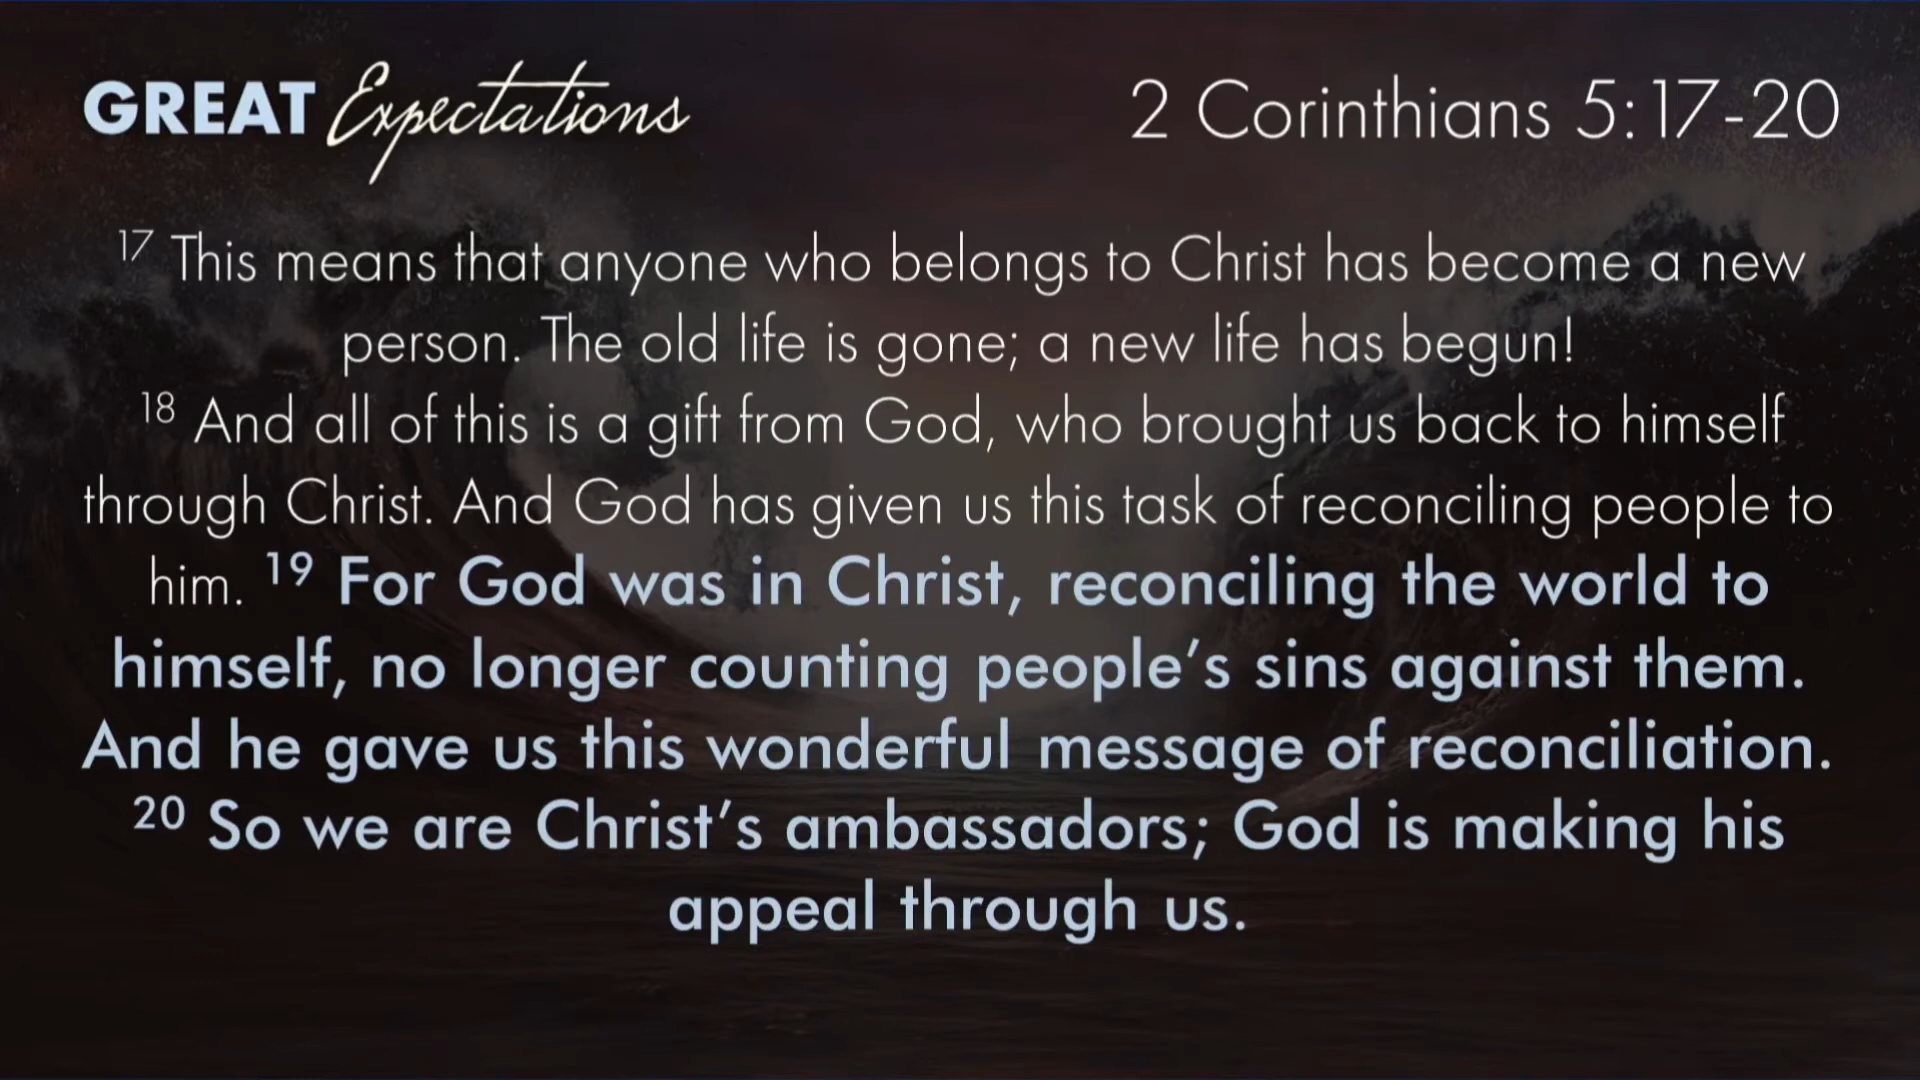 GREAT Expectations
2 Corinthians 5:17-20
17 This means that anyone who belongs to Christ has become a new
person. The old life is gone; a new life has begun!
18 And all of this is a gift from God, who brought us back to himself
through Christ. And God has given us this task of reconciling people to
him. 19 For God was in Christ, reconciling the world to
himself, no longer counting people’s sins against them.
And he gave us this wonderful message of reconciliation.
20 So we are Christ’s ambassadors; God is making his
appeal through us.